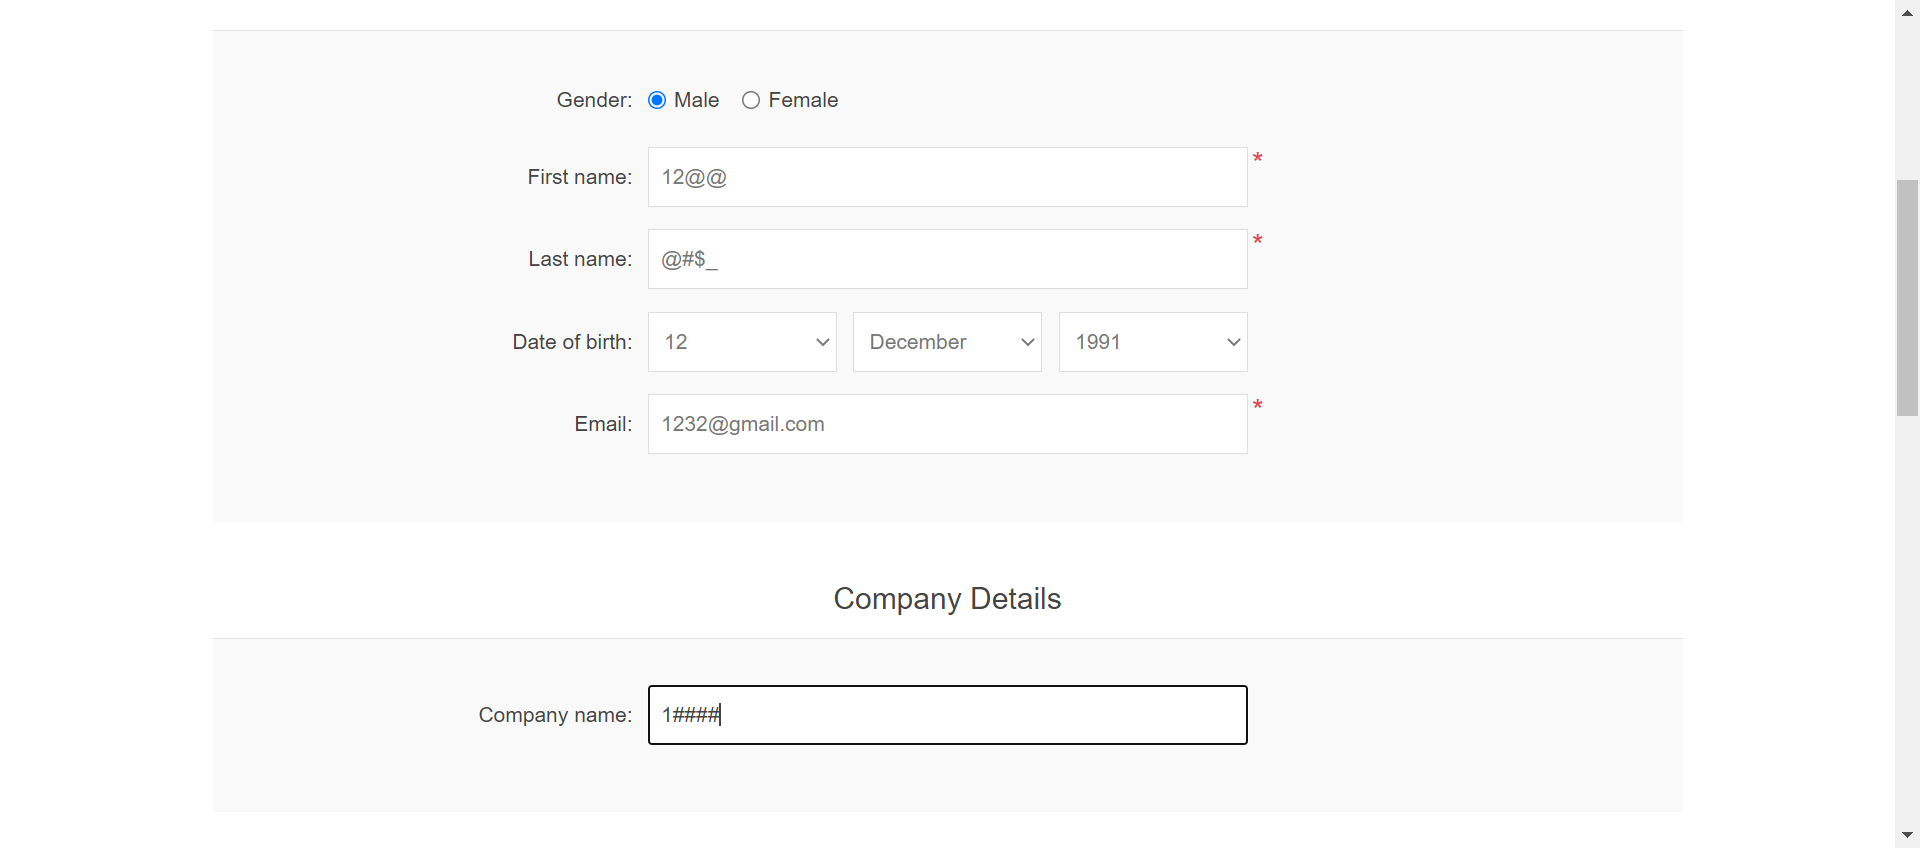 Gender: Male Female
First name: 12@@ *
Last name: @#$_ *
Date of birth: 12 December 1991
Email: 1232@gmail.com *
Company Details
Company name: 1####